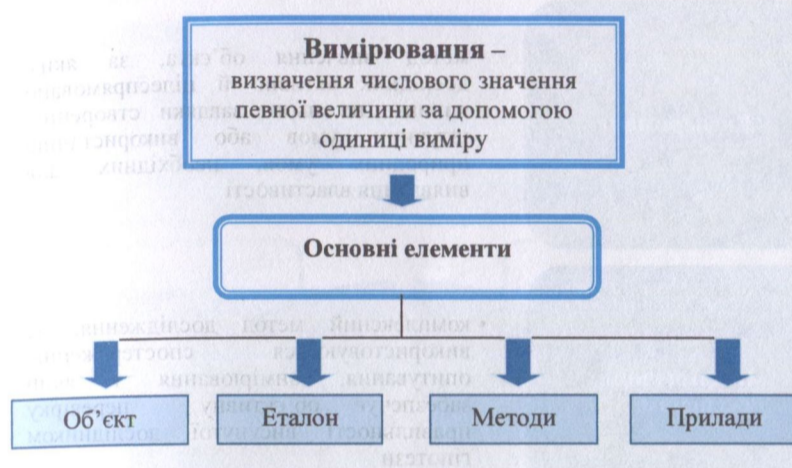 Вимірювання –
визначення числового значення
певної величини за допомогою
одиниці виміру
Основні елементи
Об’єкт
Еталон
Методи
Прилади